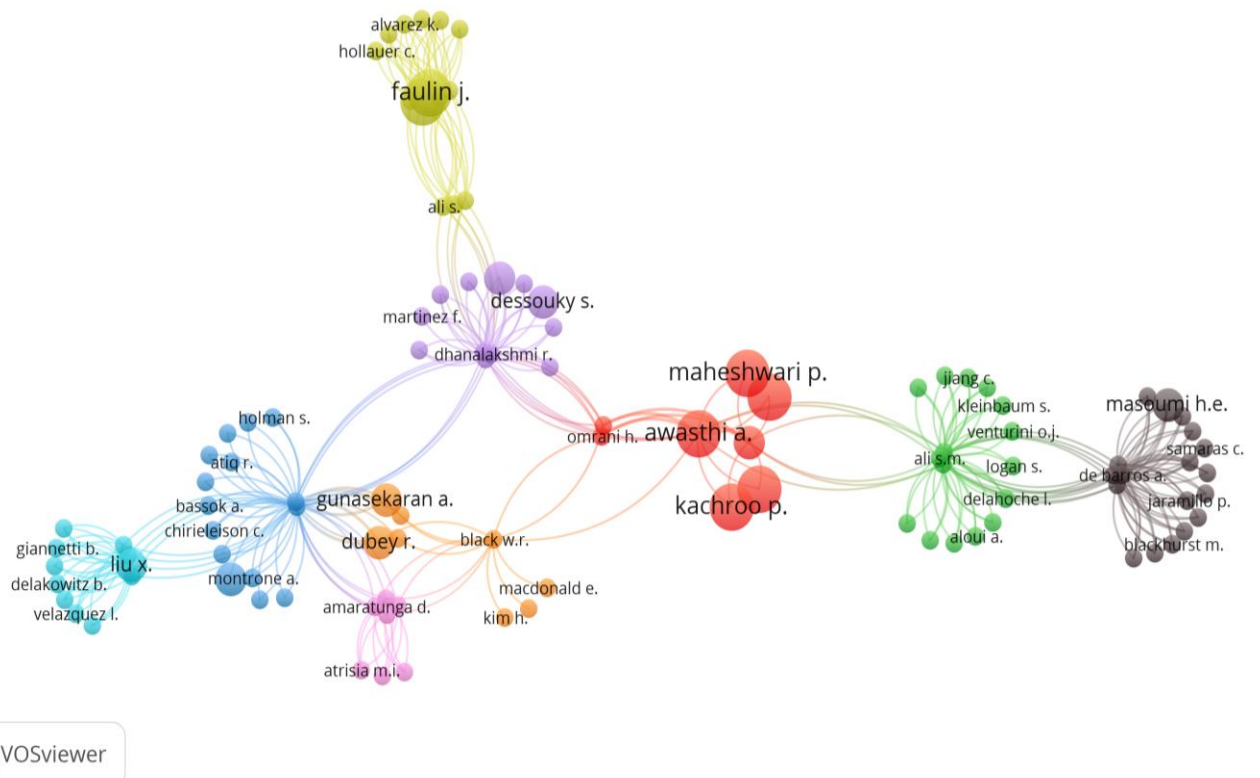 alvarez k.
hollauer c.
faulin j.
ali s.
dessouky s.
martinez f.
dhanalakshmi r.
maheshwari p.
omrani h.
awasthi a.
kachroo p.
jiang c.
kleinbaum s.
venturini o.j.
ali s.m.
logan s.
delahoche l.
aloui a.
masoumi h.e.
samaras c.
de barros a.
jaramillo p.
blackhurst m.
holman s.
atiq r.
bassok a.
gunasekaran a.
chirieleison c.
dubey r.
black w.r.
giannetti b.
liu x.
delakowitz b.
montrone a.
velazquez l.
amaratunga d.
macdonald e.
kim h.
atrisia m.i.
VOSviewer